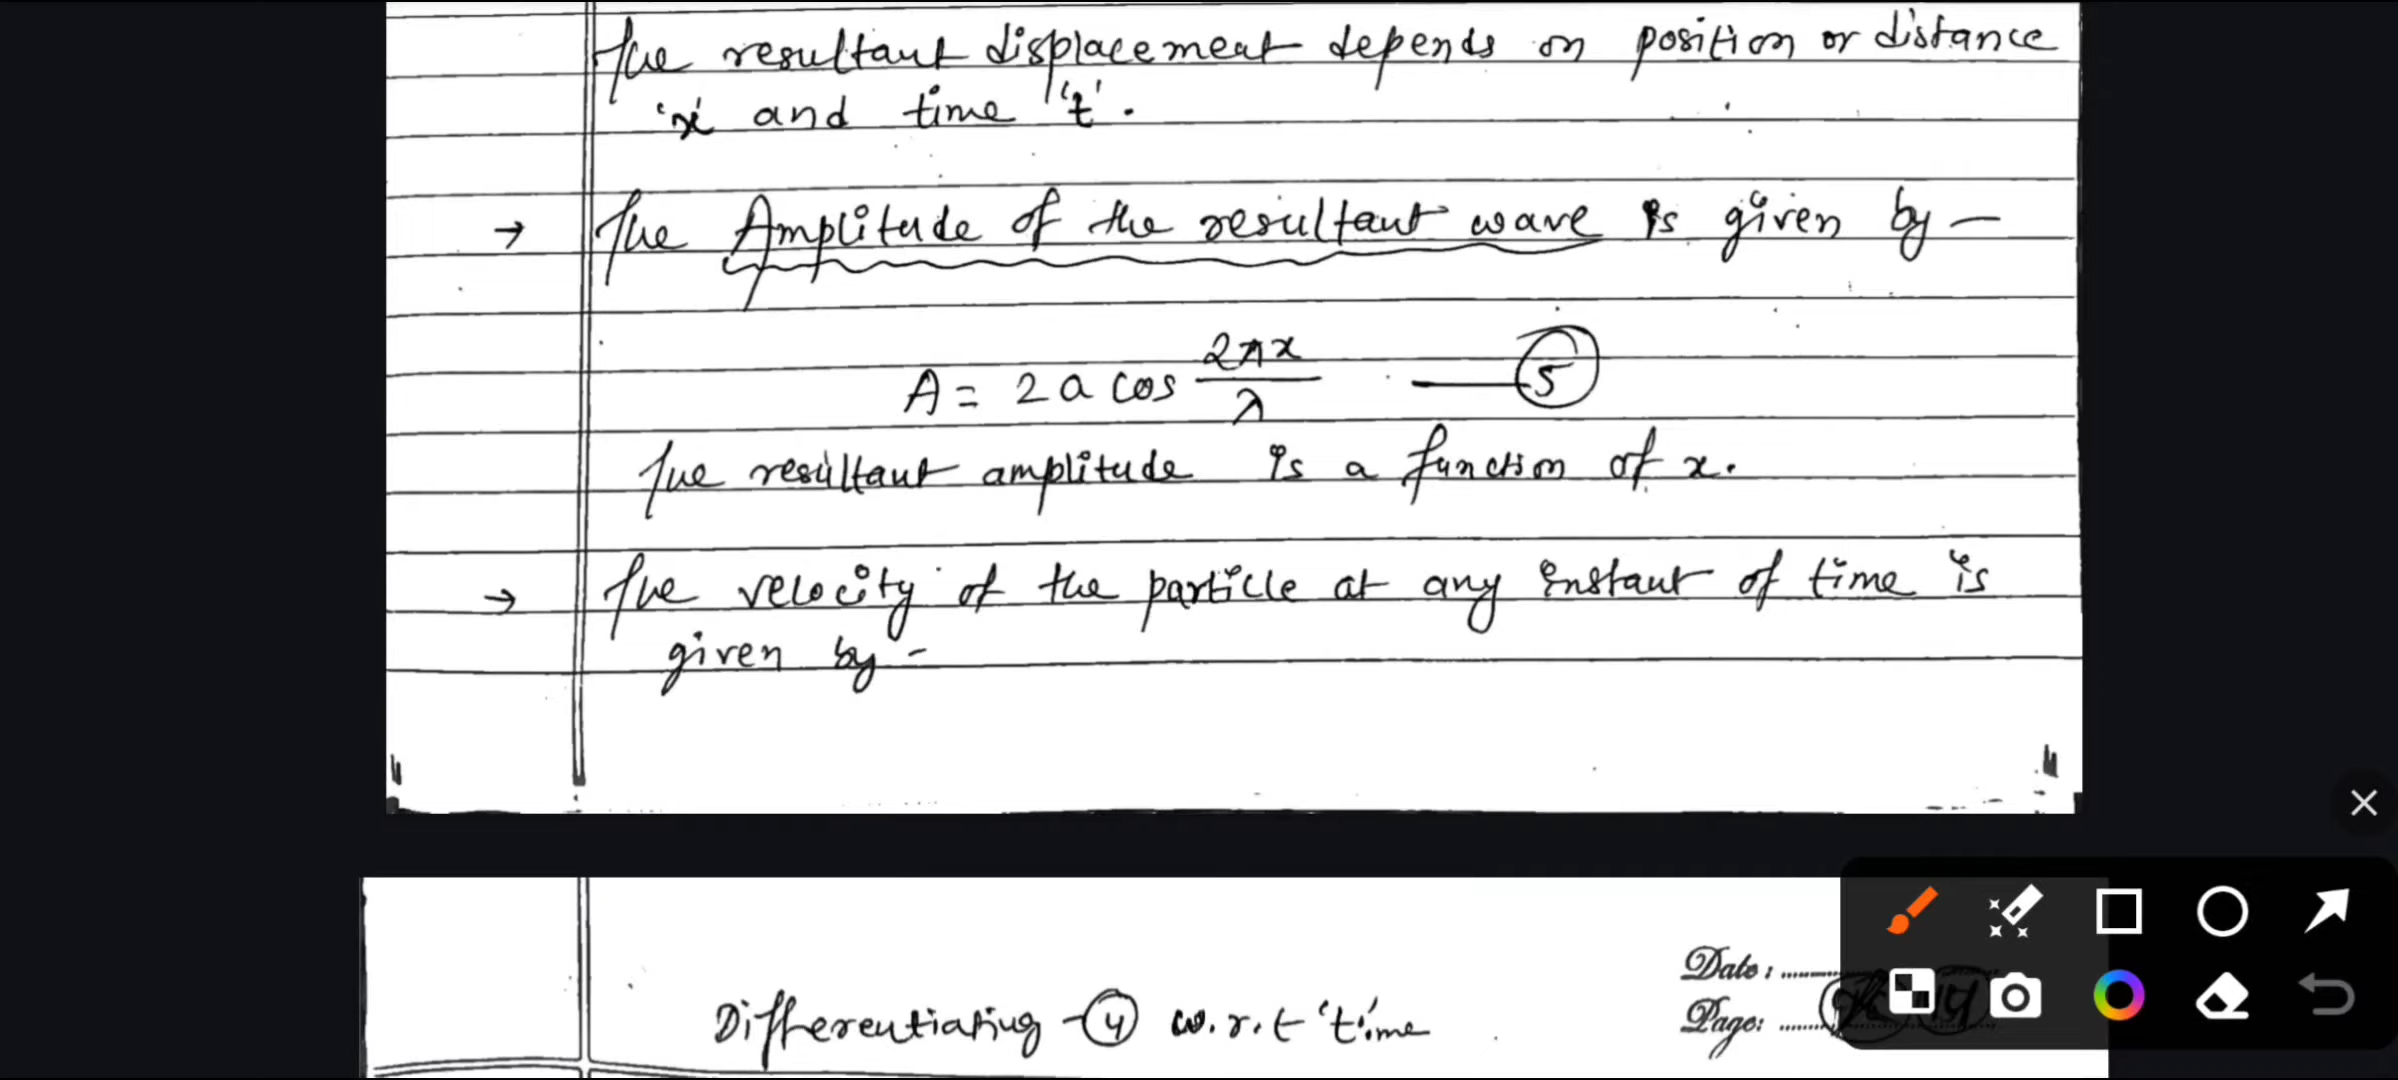 The resultant displacement depends on position or distance
'x' and time 't'.
→ The Amplitude of the resultant wave is given by —
A = 2 a cos 2πx/λ —— (5)
The resultant amplitude is a function of x.
→ The velocity of the particle at any instant of time is
given by -
Date: ........
Page: ........
Differentiating - (4) w.r.t 'time